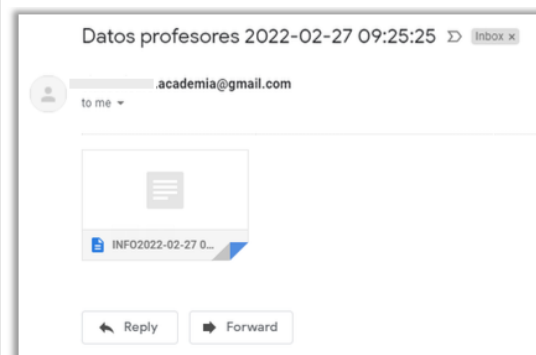 Datos profesores 2022-02-27 09:25:25 Inbox x
.academia@gmail.com
to me
INFO2022-02-27 0...
Reply Forward